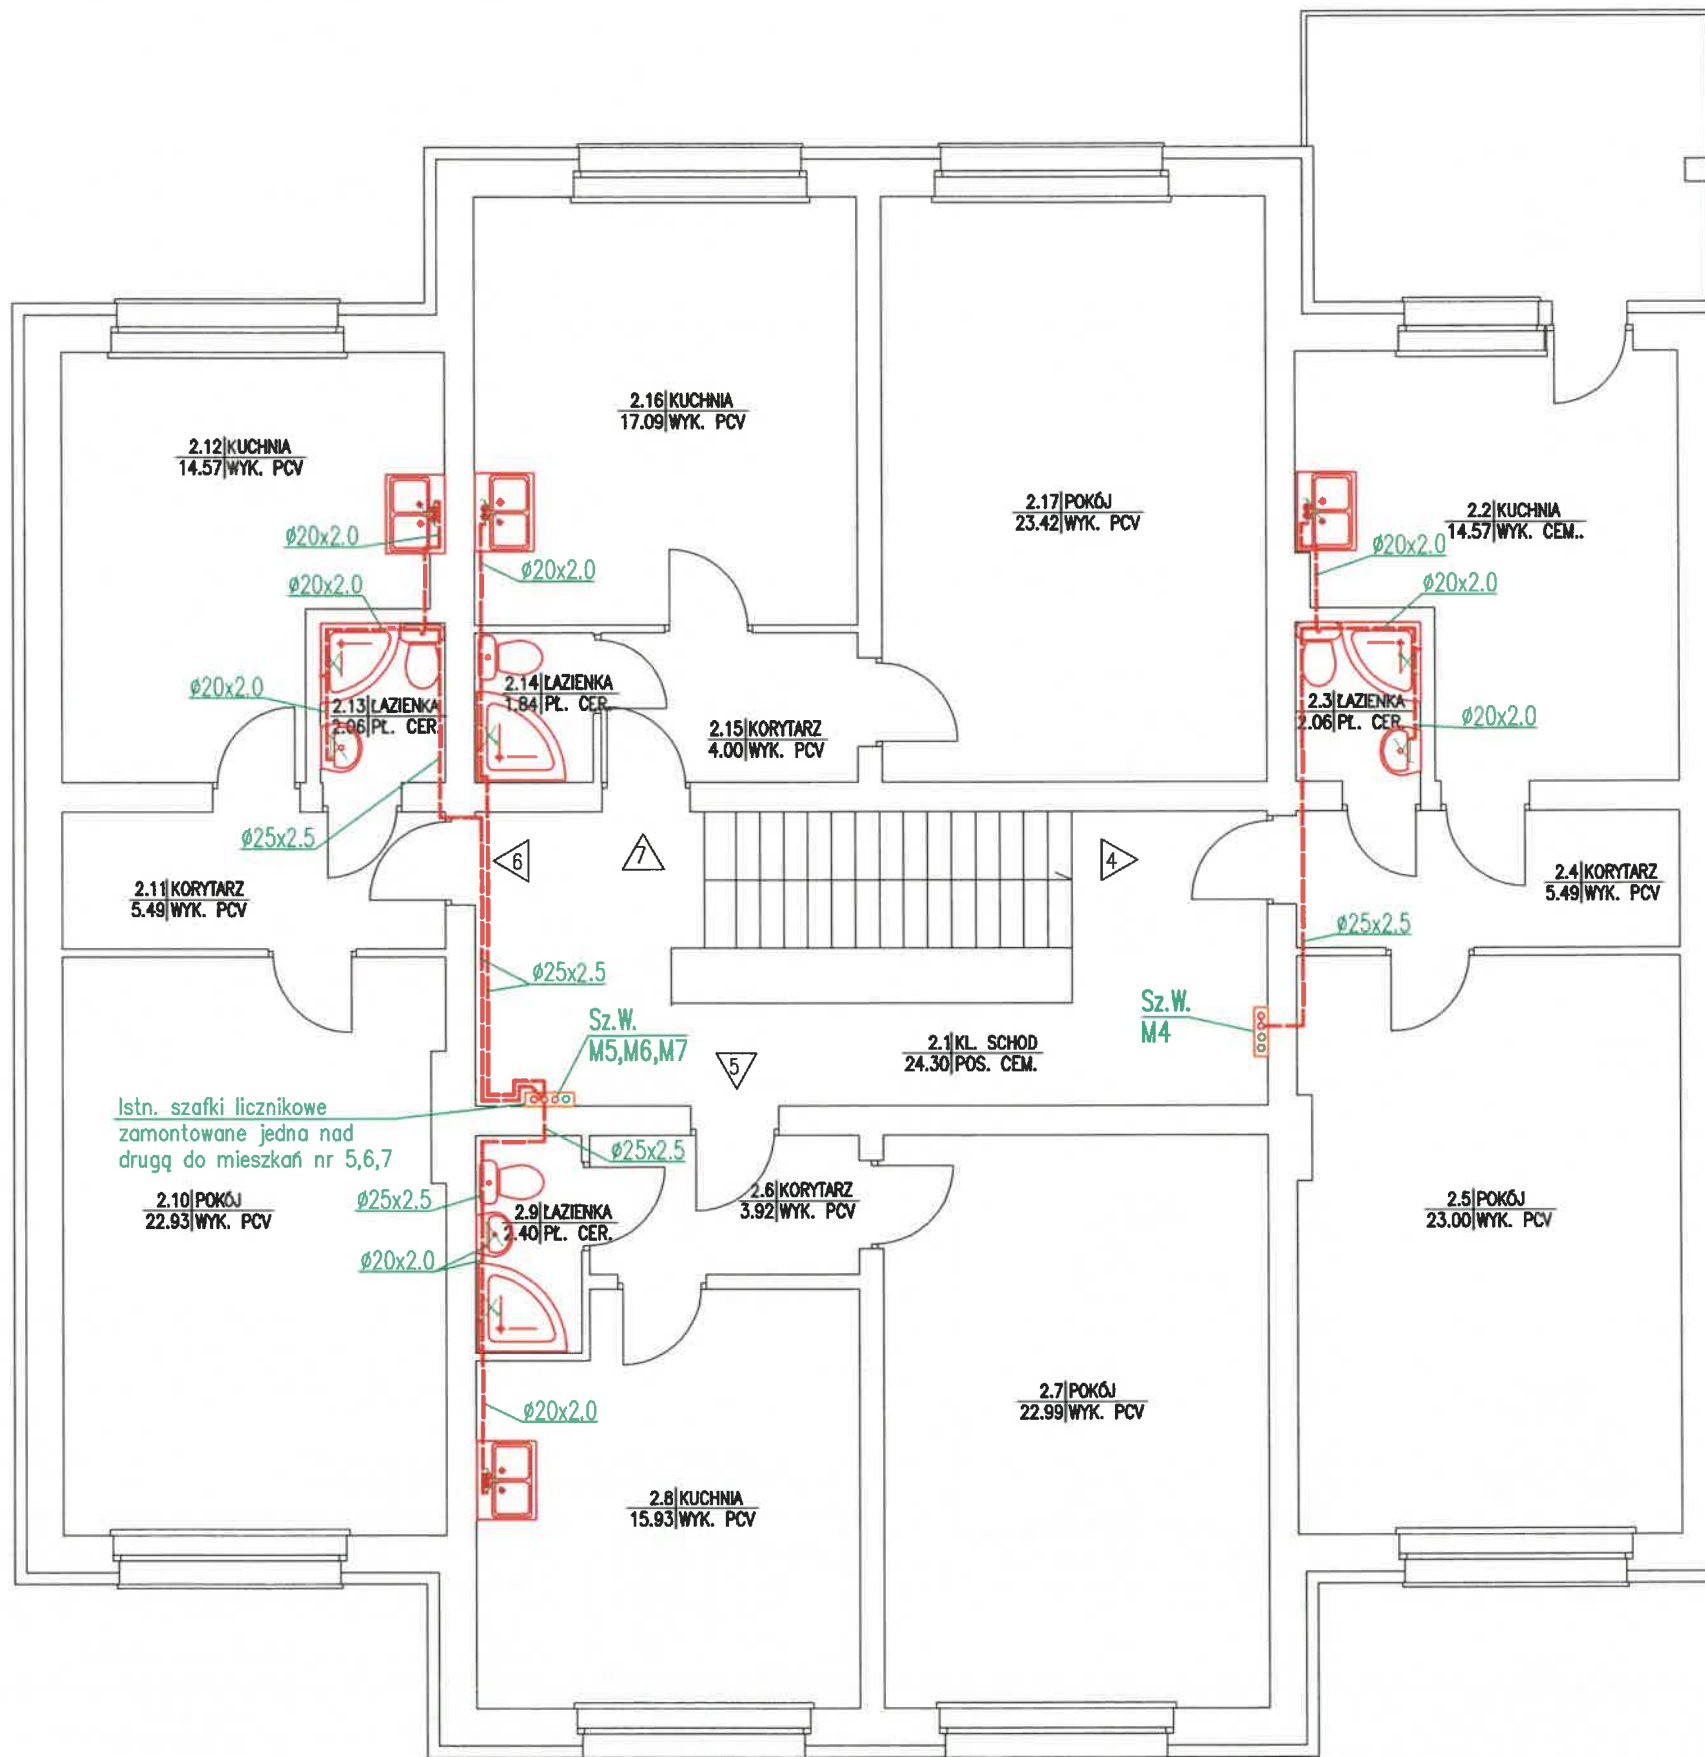 2.16 KUCHNIA
17.09 WYK. PCV
2.12 KUCHNIA
14.57 WYK. PCV
2.17 POKÓJ
23.42 WYK. PCV
2.2 KUCHNIA
14.57 WYK. CEM..
ø20x2.0
ø20x2.0
ø20x2.0
ø20x2.0
ø20x2.0
ø20x2.0
2.13 ŁAZIENKA
2.06 PŁ. CER.
2.14 ŁAZIENKA
1.84 PŁ. CER.
2.15 KORYTARZ
4.00 WYK. PCV
2.3 ŁAZIENKA
2.06 PŁ. CER.
ø20x2.0
ø25x2.5
6
7
4
2.11 KORYTARZ
5.49 WYK. PCV
2.4 KORYTARZ
5.49 WYK. PCV
ø25x2.5
ø25x2.5
Sz.W.
M5,M6,M7
Sz.W.
M4
5
2.1 KL. SCHOD
24.30 POS. CEM.
Istn. szafki licznikowe
zamontowane jedna nad
drugą do mieszkań nr 5,6,7
ø25x2.5
2.10 POKÓJ
22.93 WYK. PCV
ø25x2.5
2.9 ŁAZIENKA
2.40 PŁ. CER.
2.6 KORYTARZ
3.92 WYK. PCV
2.5 POKÓJ
23.00 WYK. PCV
ø20x2.0
ø20x2.0
2.7 POKÓJ
22.99 WYK. PCV
2.8 KUCHNIA
15.93 WYK. PCV